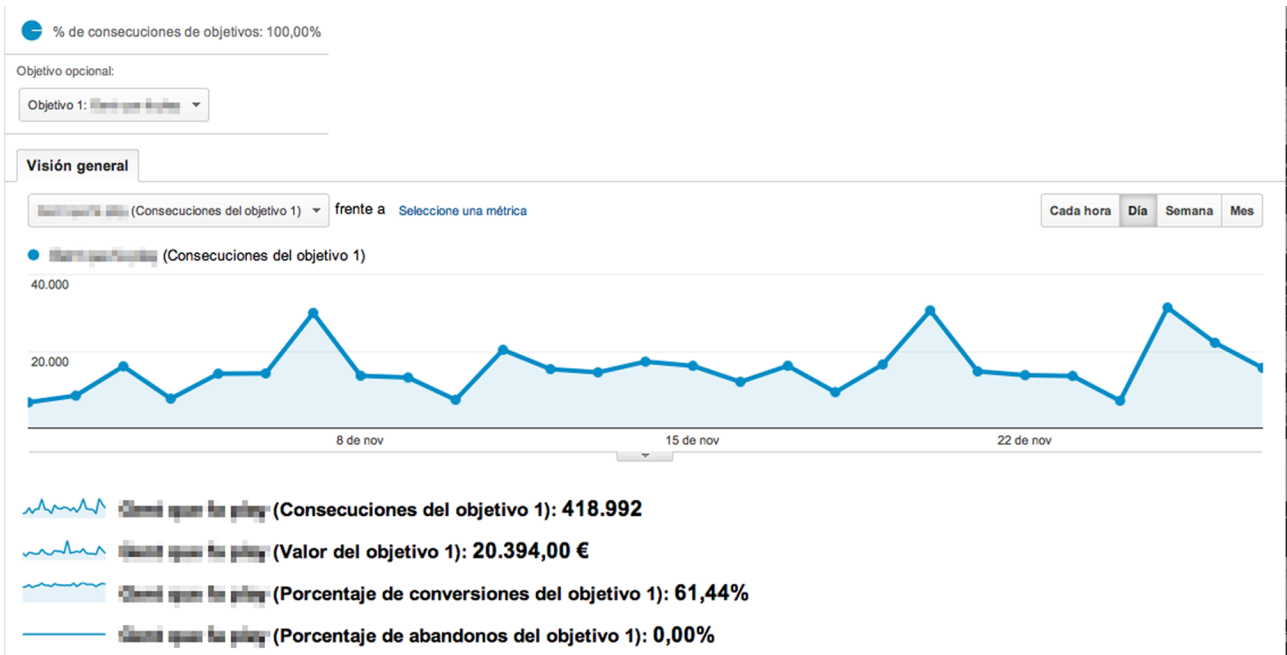 % de consecuciones de objetivos: 100,00%
Objetivo opcional:
Objetivo 1:
Visión general
(Consecuciones del objetivo 1) frente a Seleccione una métrica Cada hora Día Semana Mes
(Consecuciones del objetivo 1)
40.000
20.000
8 de nov 15 de nov 22 de nov
(Consecuciones del objetivo 1): 418.992
(Valor del objetivo 1): 20.394,00 €
(Porcentaje de conversiones del objetivo 1): 61,44%
(Porcentaje de abandonos del objetivo 1): 0,00%